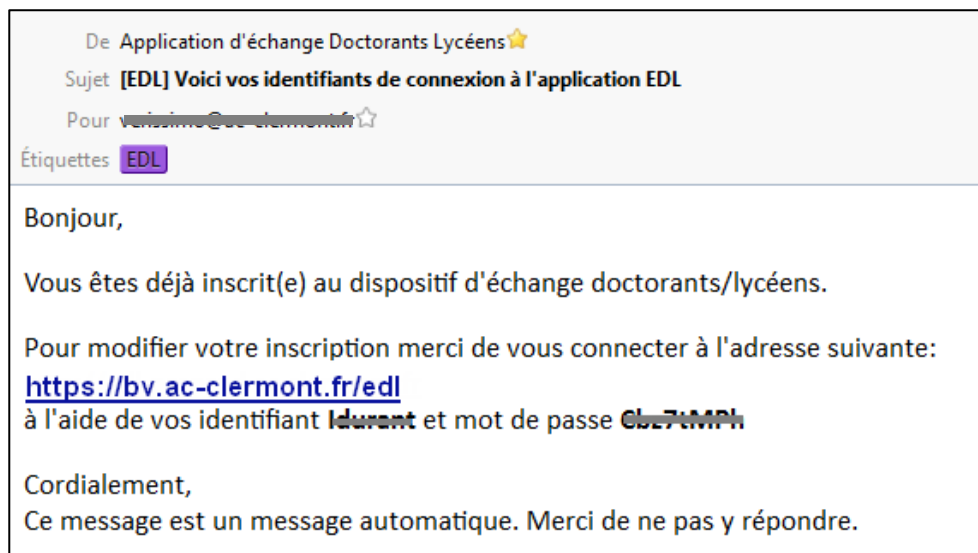 De Application d'échange Doctorants Lycéens
Sujet [EDL] Voici vos identifiants de connexion à l'application EDL
Pour
Étiquettes EDL
Bonjour,
Vous êtes déjà inscrit(e) au dispositif d'échange doctorants/lycéens.
Pour modifier votre inscription merci de vous connecter à l'adresse suivante:
https://bv.ac-clermont.fr/edl
à l'aide de vos identifiant et mot de passe
Cordialement,
Ce message est un message automatique. Merci de ne pas y répondre.